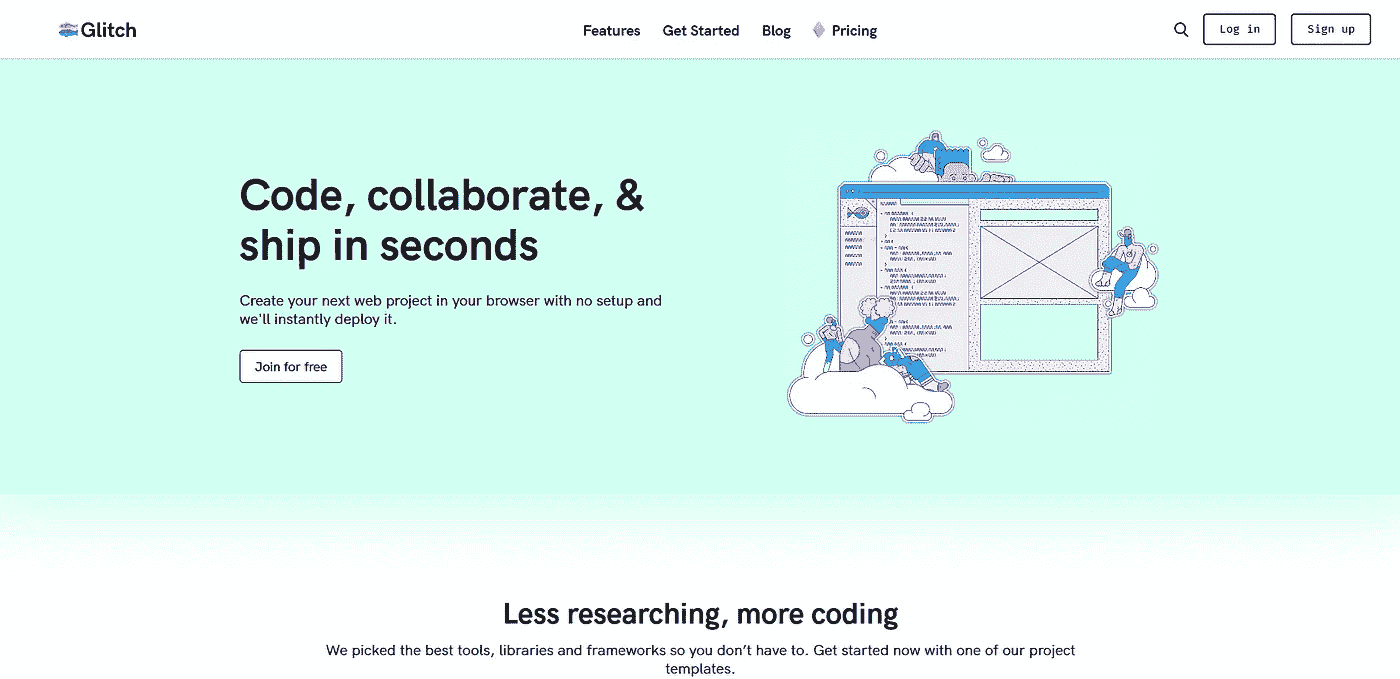 Glitch
Features Get Started Blog Pricing
Log in Sign up
Code, collaborate, &
ship in seconds
Create your next web project in your browser with no setup and
we'll instantly deploy it.
Join for free
Less researching, more coding
We picked the best tools, libraries and frameworks so you don’t have to. Get started now with one of our project
templates.